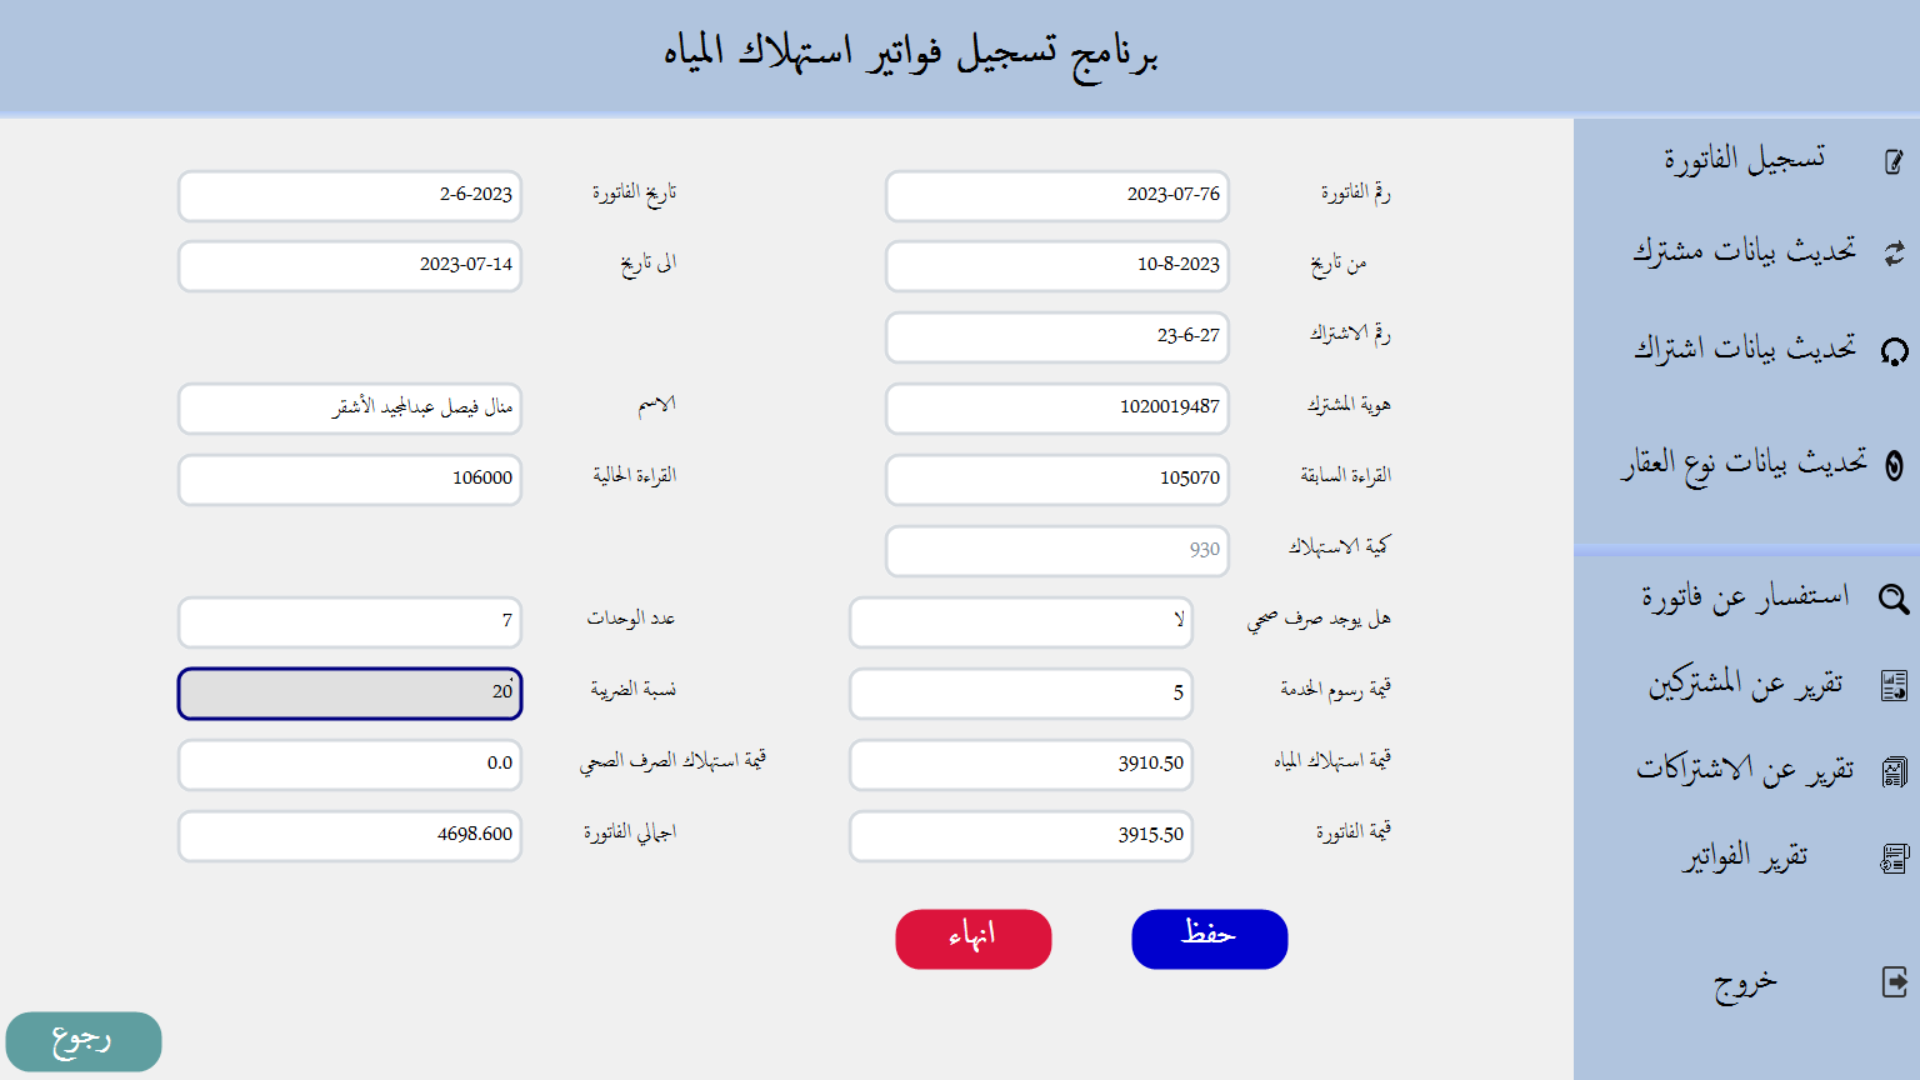 برنامج تسجيل فواتير استهلاك المياه
تسجيل الفاتورة
تحديث بيانات مشترك
تحديث بيانات اشتراك
تحديث بيانات نوع العقار
استفسار عن فاتورة
تقرير عن المشتركين
تقرير عن الاشتراكات
تقرير الفواتير
خروج
رقم الفاتورة 2023-07-76 تاريخ الفاتورة 2-6-2023
من تاريخ 10-8-2023 الى تاريخ 2023-07-14
رقم الاشتراك 23-6-27
هوية المشترك 1020019487 الاسم منال فيصل عبدالمجيد الأشقر
القراءة السابقة 105070 القراءة الحالية 106000
كمية الاستهلاك 930
هل يوجد صرف صحي لا عدد الوحدات 7
قيمة رسوم الخدمة 5 نسبة الضريبة 20
قيمة استهلاك المياه 3910.50 قيمة استهلاك الصرف الصحي 0.0
قيمة الفاتورة 3915.50 اجمالي الفاتورة 4698.600
حفظ انهاء
رجوع